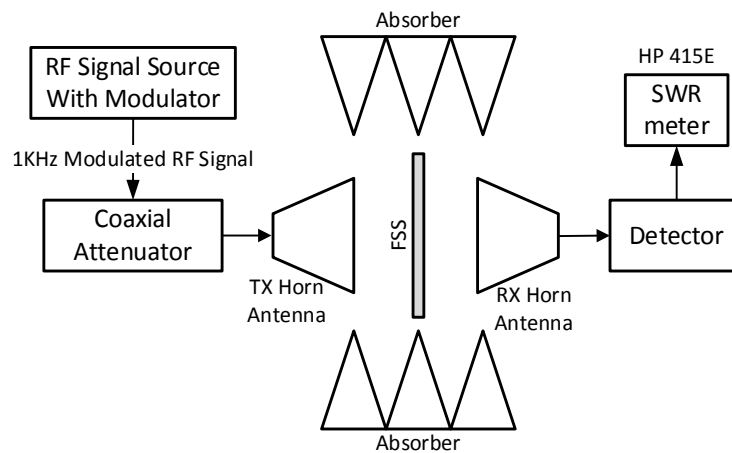 Absorber
RF Signal Source
With Modulator
HP 415E
SWR
meter
1KHz Modulated RF Signal
Coaxial
Attenuator
FSS
Detector
TX Horn
Antenna
RX Horn
Antenna
Absorber